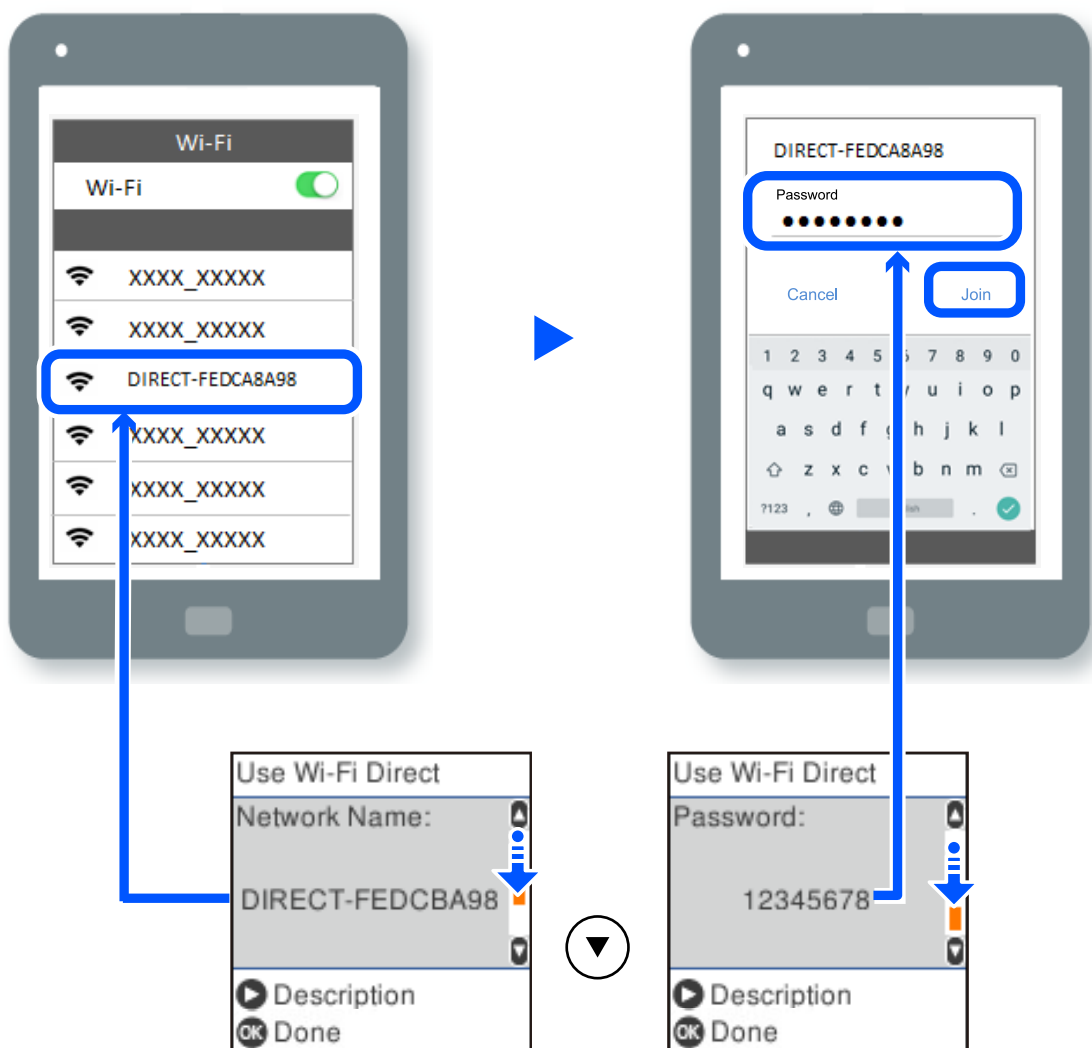 Wi-Fi
Wi-Fi
XXXX_XXXXX
XXXX_XXXXX
DIRECT-FEDCA8A98
XXXX_XXXXX
XXXX_XXXXX
XXXX_XXXXX
DIRECT-FEDCA8A98
Password
Cancel Join
1 2 3 4 5 7 8 9 0
q w e r t u i o p
a s d f g h j k l
z x c b n m
?123 , .
Use Wi-Fi Direct
Network Name:
DIRECT-FEDCBA98
Description
OK Done
Use Wi-Fi Direct
Password:
12345678
Description
OK Done